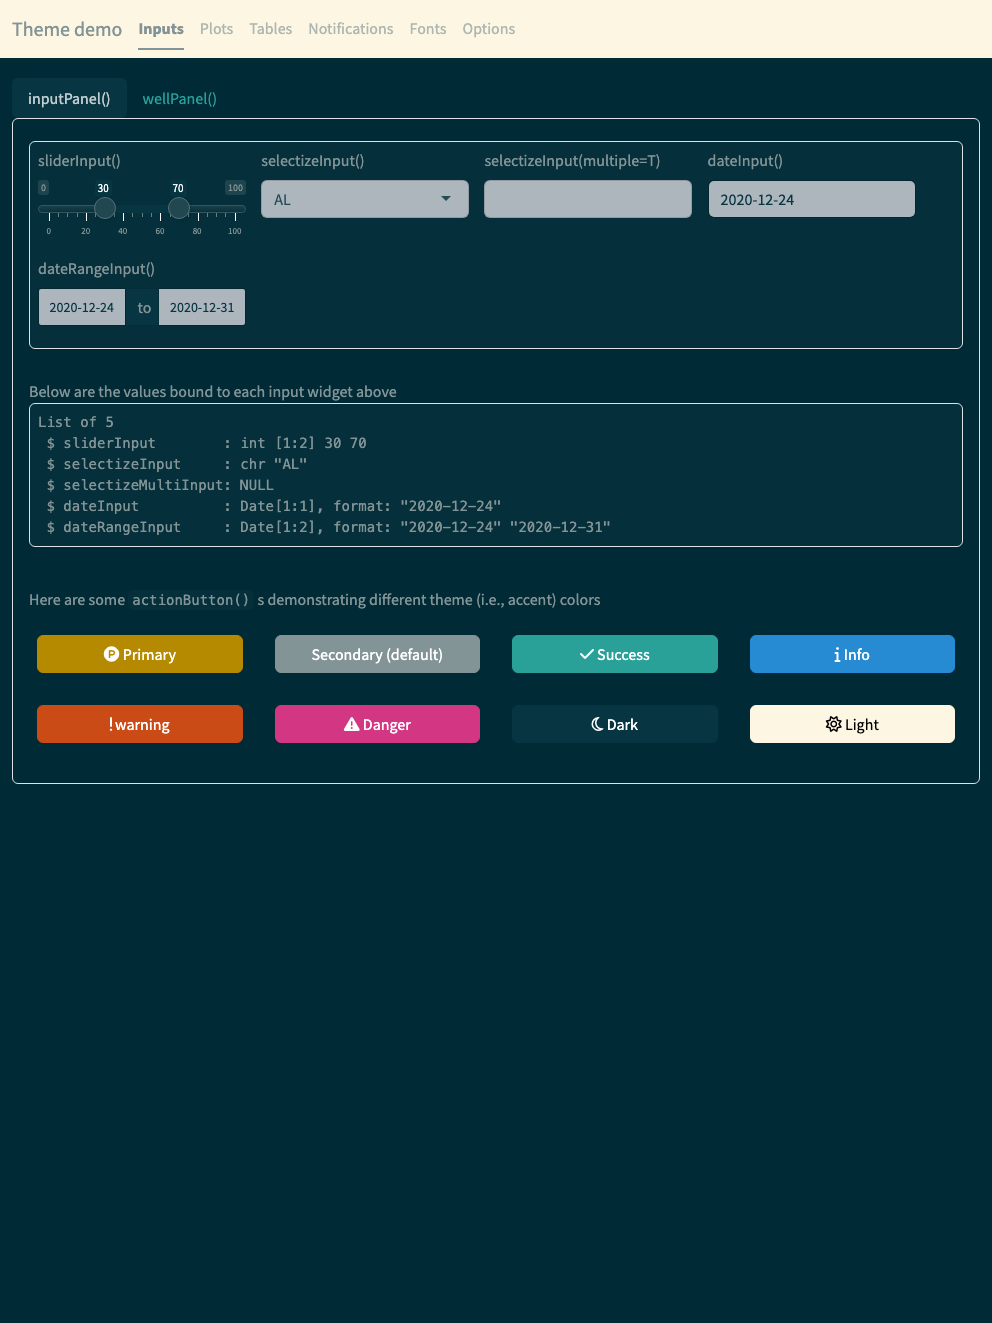 Theme demo Inputs Plots Tables Notifications Fonts Options
inputPanel() wellPanel()
sliderInput() selectizeInput() selectizeInput(multiple=T) dateInput()
0 30 70 100
AL 2020-12-24
0 20 40 60 80 100
dateRangeInput()
2020-12-24 to 2020-12-31
Below are the values bound to each input widget above
List of 5
$ sliderInput : int [1:2] 30 70
$ selectizeInput : chr "AL"
$ selectizeMultiInput: NULL
$ dateInput : Date[1:1], format: "2020-12-24"
$ dateRangeInput : Date[1:2], format: "2020-12-24" "2020-12-31"
Here are some actionButton() s demonstrating different theme (i.e., accent) colors
Primary Secondary (default) Success Info
warning Danger Dark Light